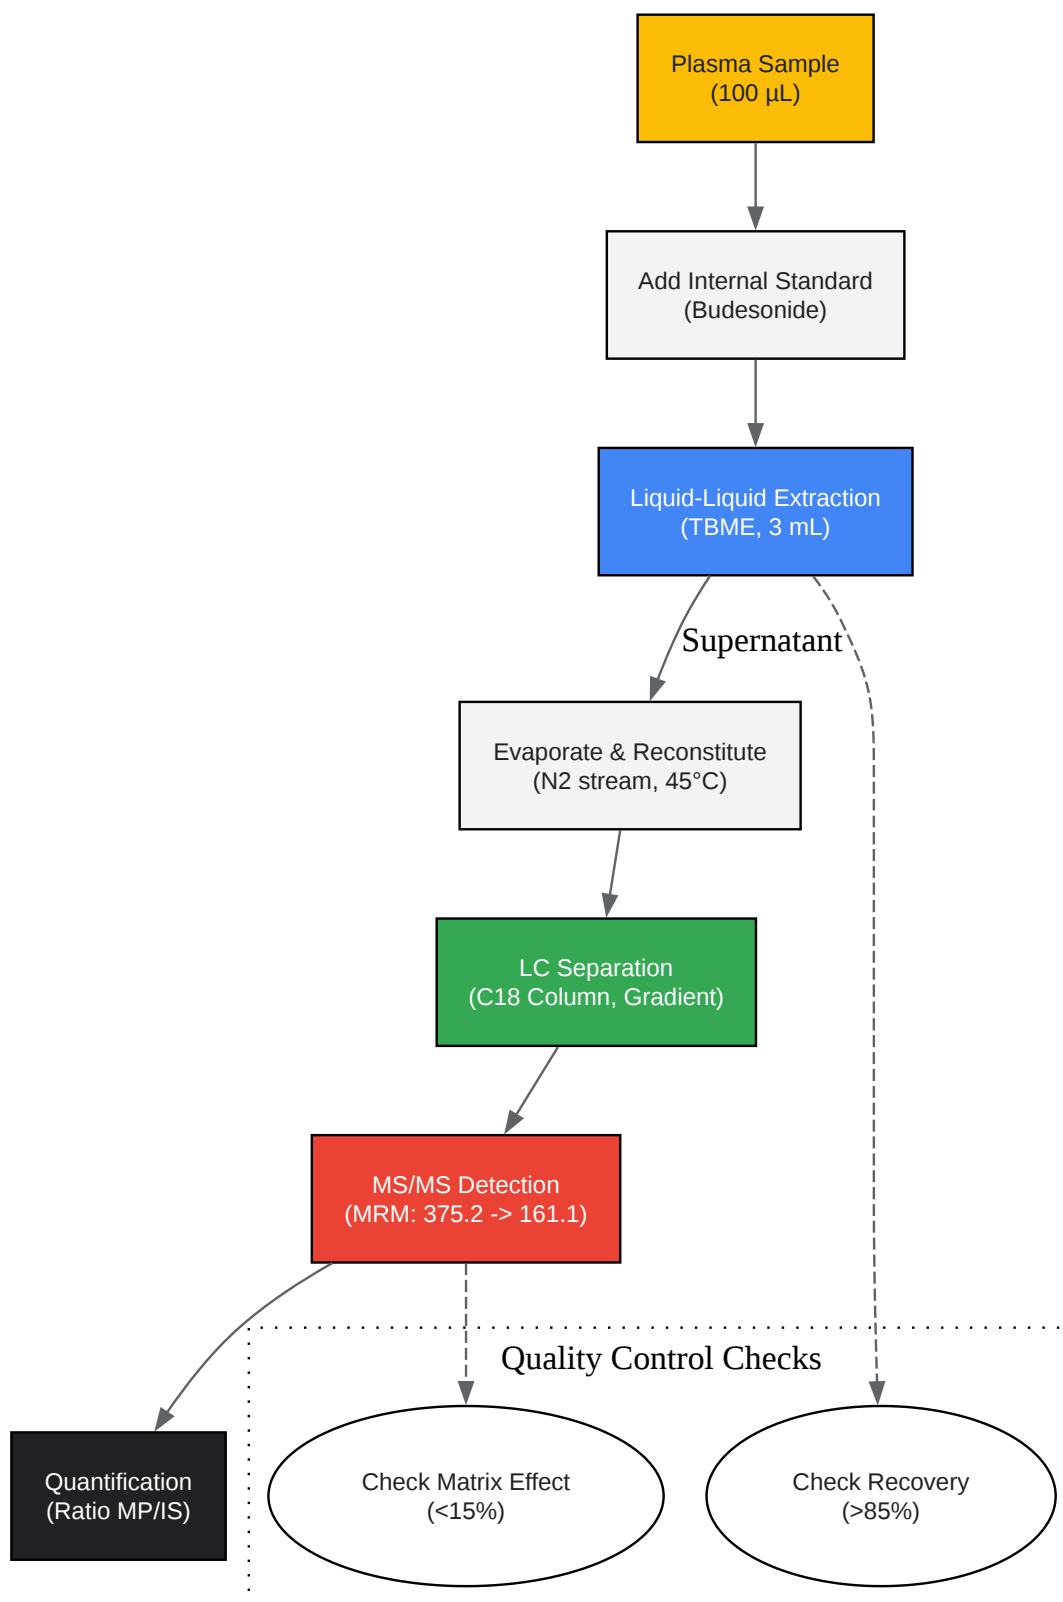 Plasma Sample
(100 µL)
Add Internal Standard
(Budesonide)
Liquid-Liquid Extraction
(TBME, 3 mL)
Supernatant
Evaporate & Reconstitute
(N2 stream, 45°C)
LC Separation
(C18 Column, Gradient)
MS/MS Detection
(MRM: 375.2 -> 161.1)
Quality Control Checks
Quantification
(Ratio MP/IS)
Check Matrix Effect
(<15%)
Check Recovery
(>85%)